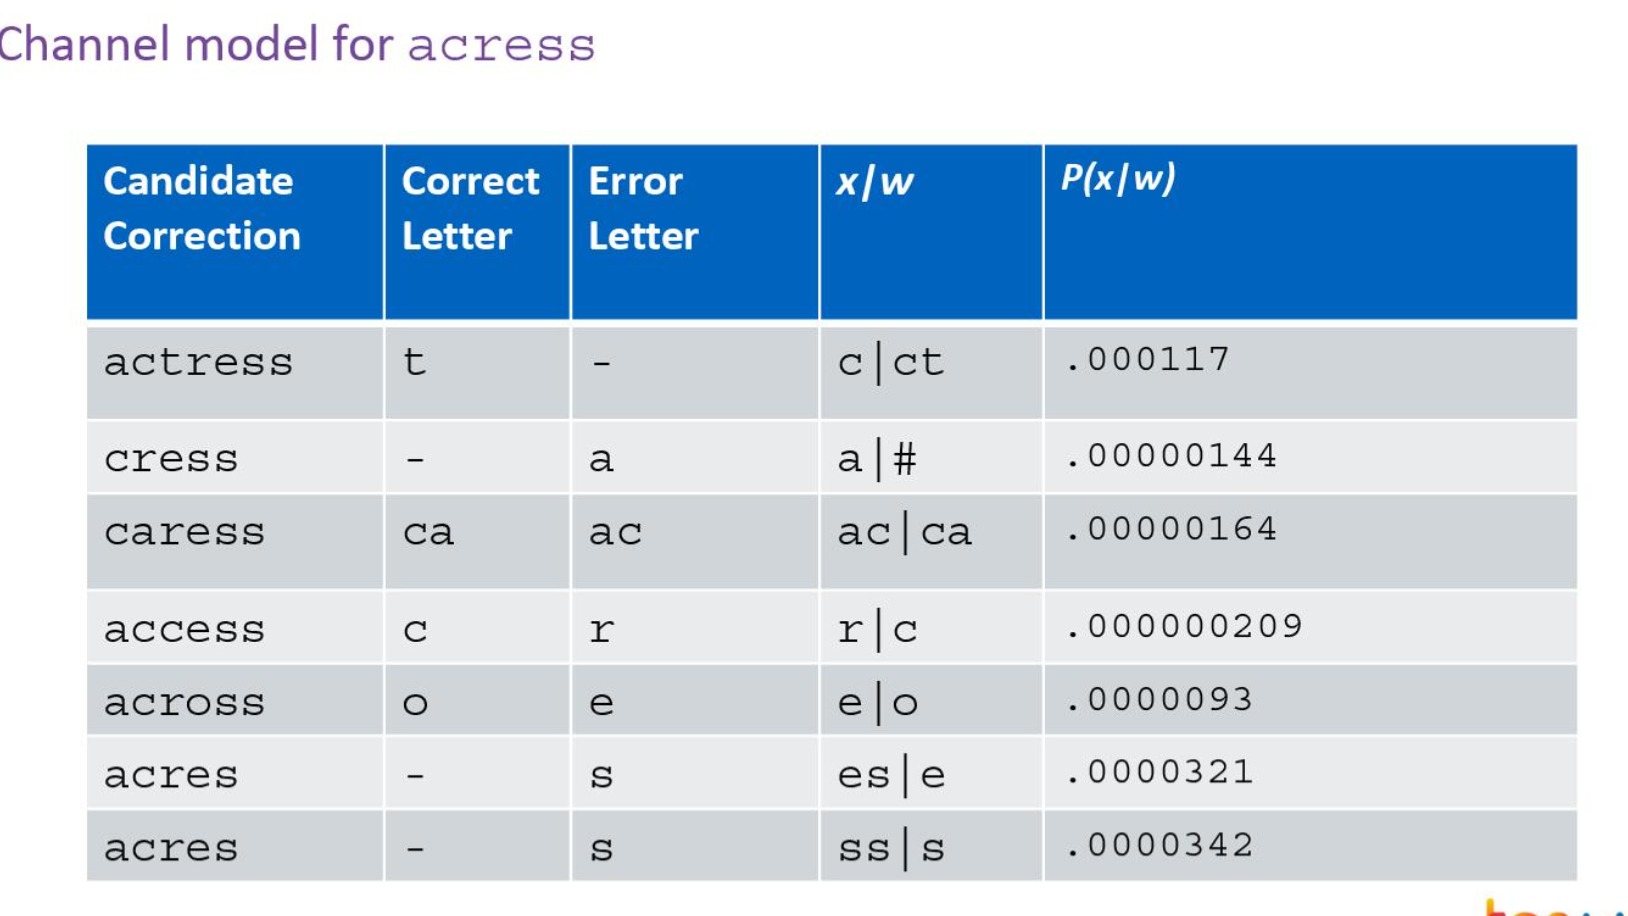 Channel model for acress
Candidate Correction | Correct Letter | Error Letter | x|w | P(x|w)
actress | t | - | c|ct | .000117
cress | - | a | a|# | .00000144
caress | ca | ac | ac|ca | .00000164
access | c | r | r|c | .000000209
across | o | e | e|o | .0000093
acres | - | s | es|e | .0000321
acres | - | s | ss|s | .0000342